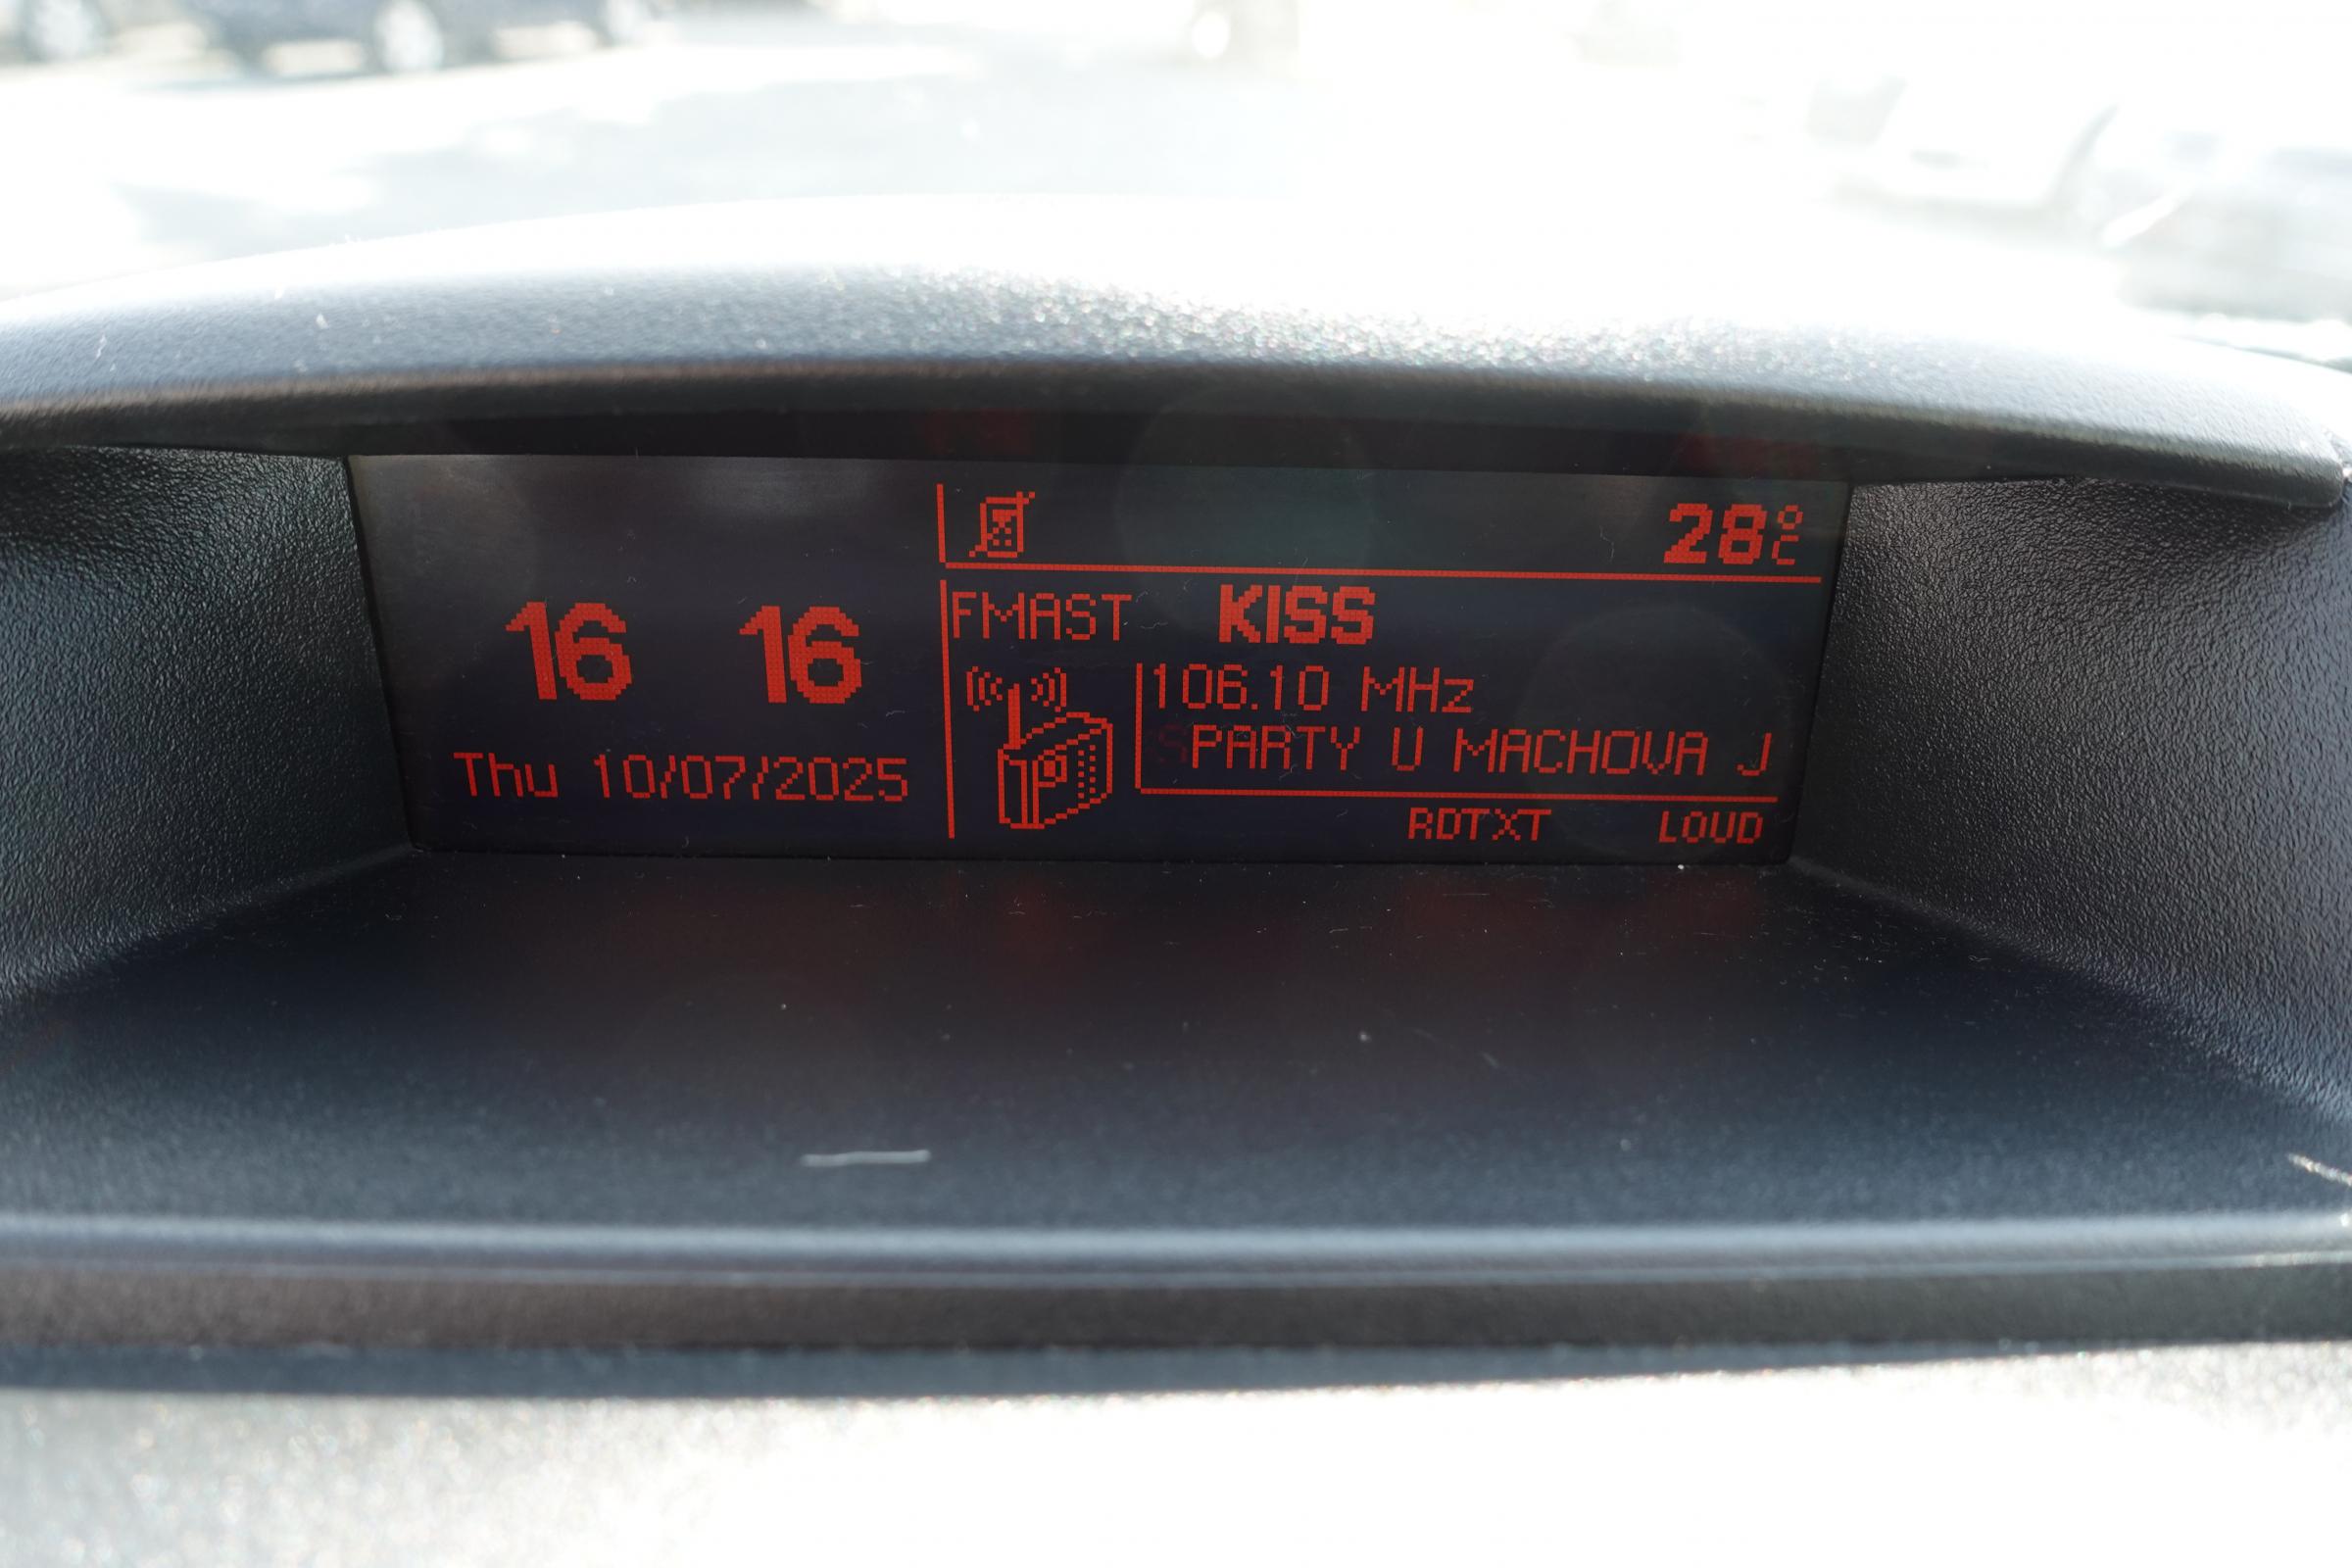 28°C
16 16
Thu 10/07/2025
FMAST KISS
106.10 MHz
PARTY U MACHOVA J
RDTXT LOUD